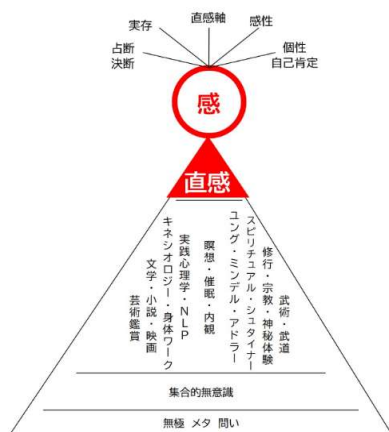 実存
直感軸
感性
占断
決断
個性
自己肯定
感
直感
武術・武道
修行・宗教・神秘体験
スピリチュアル・シュタイナー
ユング・ミンデル・アドラー
瞑想・催眠・内観
実践心理学・NLP
キネシオロジー・身体ワーク
文学・小説・映画
芸術鑑賞
集合的無意識
無極 メタ 問い